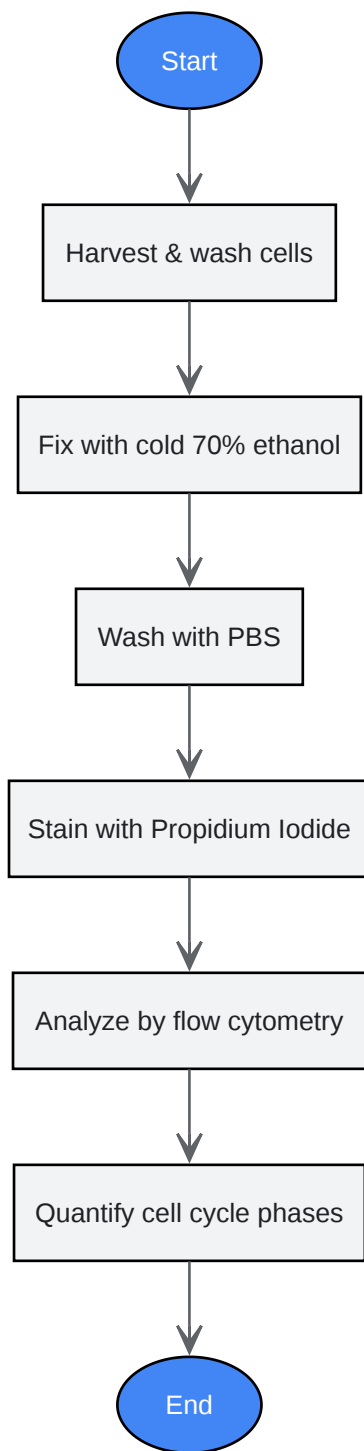 Start
Harvest & wash cells
Fix with cold 70% ethanol
Wash with PBS
Stain with Propidium Iodide
Analyze by flow cytometry
Quantify cell cycle phases
End